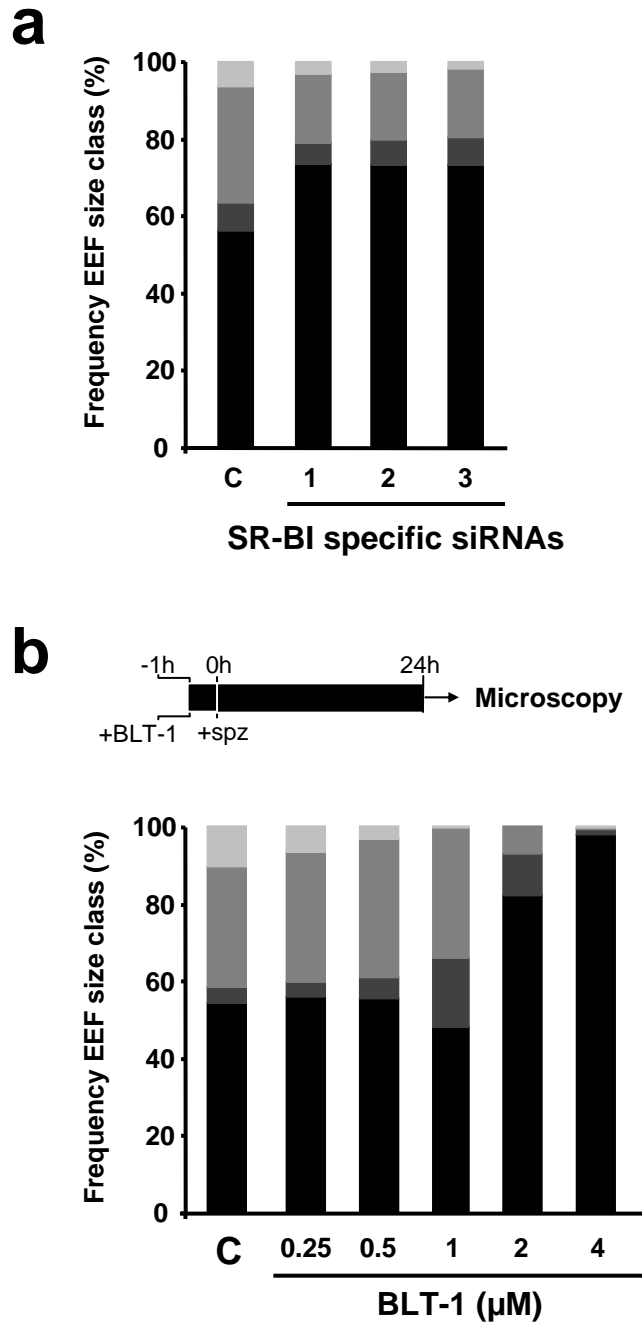 a
Frequency EEF size class (%)
100
80
60
40
20
0
C 1 2 3
SR-BI specific siRNAs
b
-1h 0h 24h
Microscopy
+BLT-1 +spz
Frequency EEF size class (%)
100
80
60
40
20
0
C 0.25 0.5 1 2 4
BLT-1 (µM)